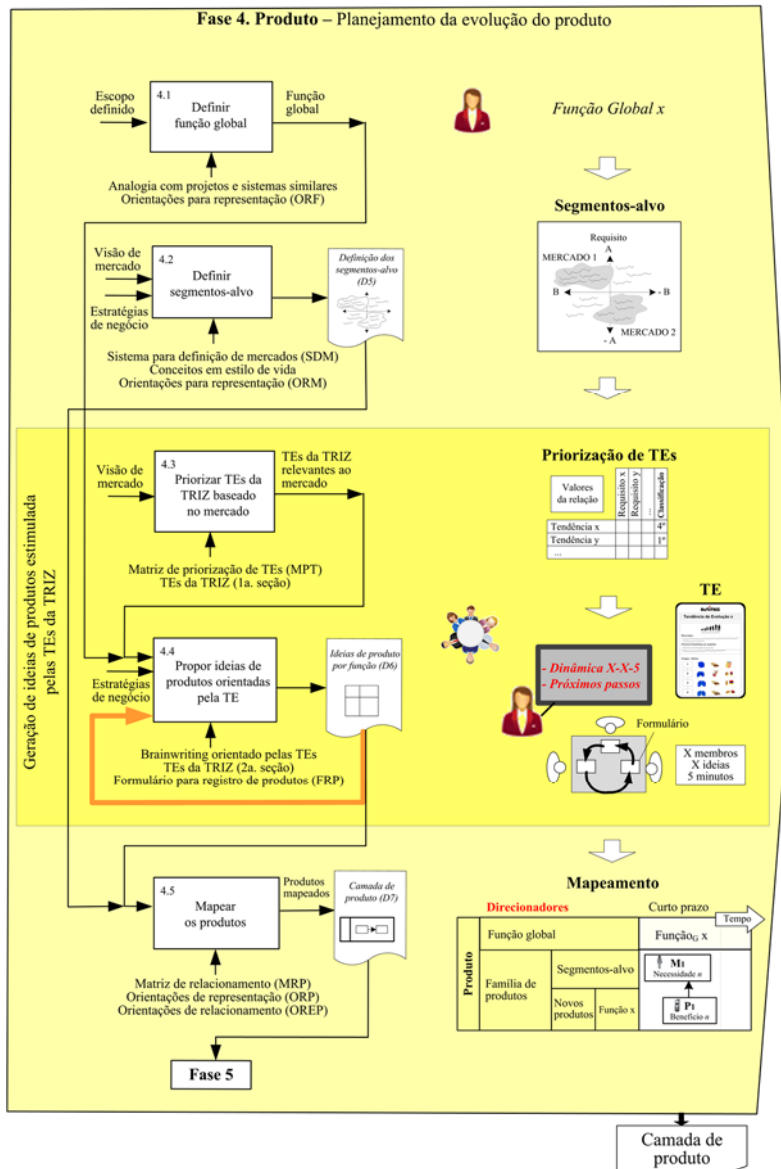 Fase 4. Produto – Planejamento da evolução do produto
Escopo
definido
4.1
Definir
função global
Função
global
Analogia com projetos e sistemas similares
Orientações para representação (ORF)
Função Global x
Visão de
mercado
Estratégias
de negócio
4.2
Definir
segmentos-alvo
Definição dos
segmentos-alvo
(D5)
Sistema para definição de mercados (SDM)
Conceitos em estilo de vida
Orientações para representação (ORM)
Segmentos-alvo
Requisito
A
MERCADO 1
B
- B
MERCADO 2
- A
Geração de ideias de produtos estimulada
pelas TEs da TRIZ
Visão de
mercado
4.3
Priorizar TEs da
TRIZ baseado
no mercado
TEs da TRIZ
relevantes ao
mercado
Matriz de priorização de TEs (MPT)
TEs da TRIZ (1a. seção)
Priorização de TEs
Valores
da relação
Requisito x
Requisito y
...
Classificação
Tendência x
4º
Tendência y
1º
...
Estratégias
de negócio
4.4
Propor ideias de
produtos orientadas
pela TE
Ideias de produto
por função (D6)
Brainwriting orientado pelas TEs
TEs da TRIZ (2a. seção)
Formulário para registro de produtos (FRP)
TE
Tendência de Evolução x
- Dinâmica X-X-5
- Próximos passos
Formulário
X membros
X ideias
5 minutos
4.5
Mapear
os produtos
Produtos
mapeados
Camada de
produto (D7)
Matriz de relacionamento (MRP)
Orientações de representação (ORP)
Orientações de relacionamento (OREP)
Fase 5
Mapeamento
Direcionadores
Curto prazo
Tempo
Produto
Função global
FunçãoG x
Família de
produtos
Segmentos-alvo
M1
Necessidade n
Novos
produtos
Função x
P1
Benefício n
Camada de
produto